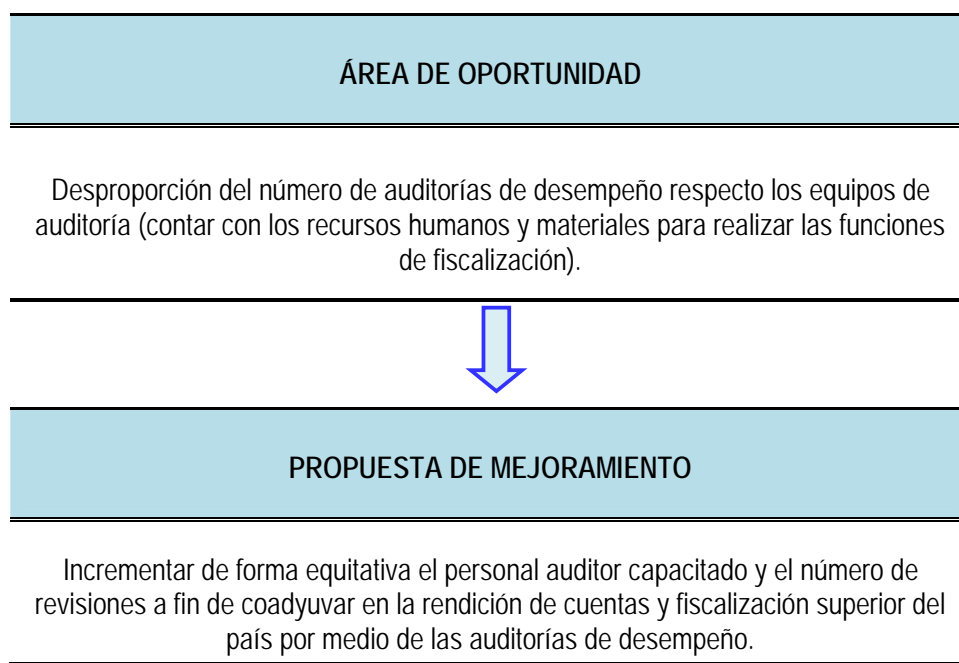 ÁREA DE OPORTUNIDAD
Desproporción del número de auditorías de desempeño respecto los equipos de
auditoría (contar con los recursos humanos y materiales para realizar las funciones
de fiscalización).
PROPUESTA DE MEJORAMIENTO
Incrementar de forma equitativa el personal auditor capacitado y el número de
revisiones a fin de coadyuvar en la rendición de cuentas y fiscalización superior del
país por medio de las auditorías de desempeño.